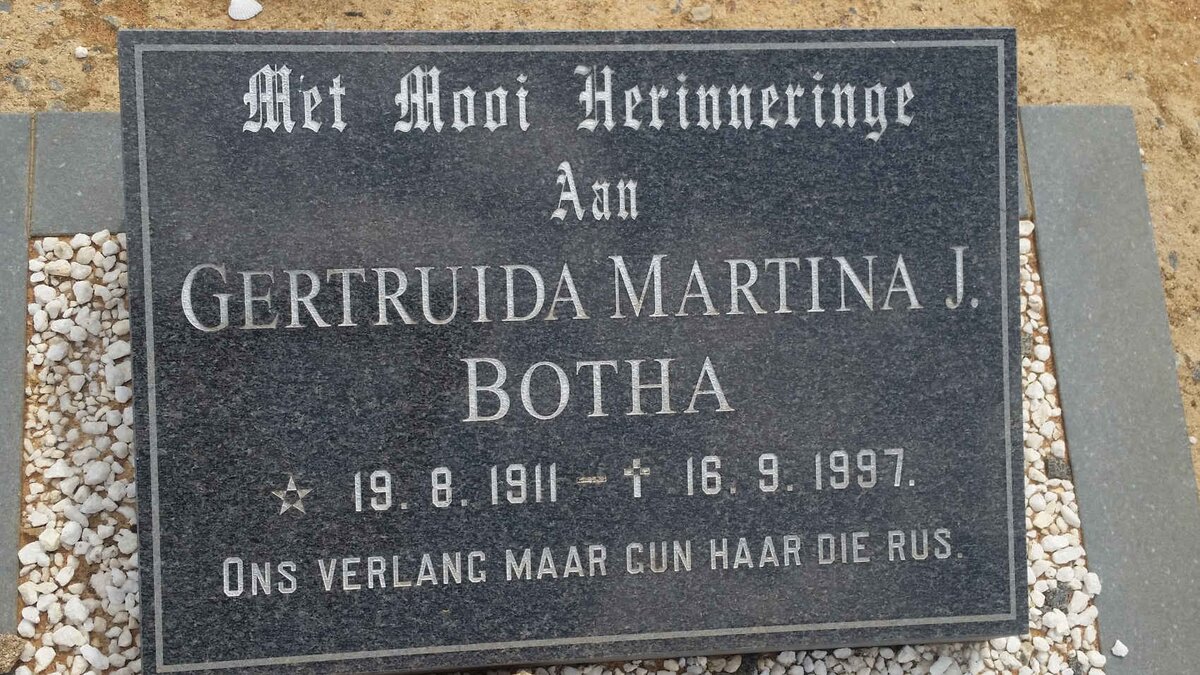 Met Mooi Herinneringe
Aan
GERTRUIDA MARTINA J.
BOTHA
☆ 19. 8. 1911 – ✝ 16. 9. 1997.
ONS VERLANG MAAR GUN HAAR DIE RUS.